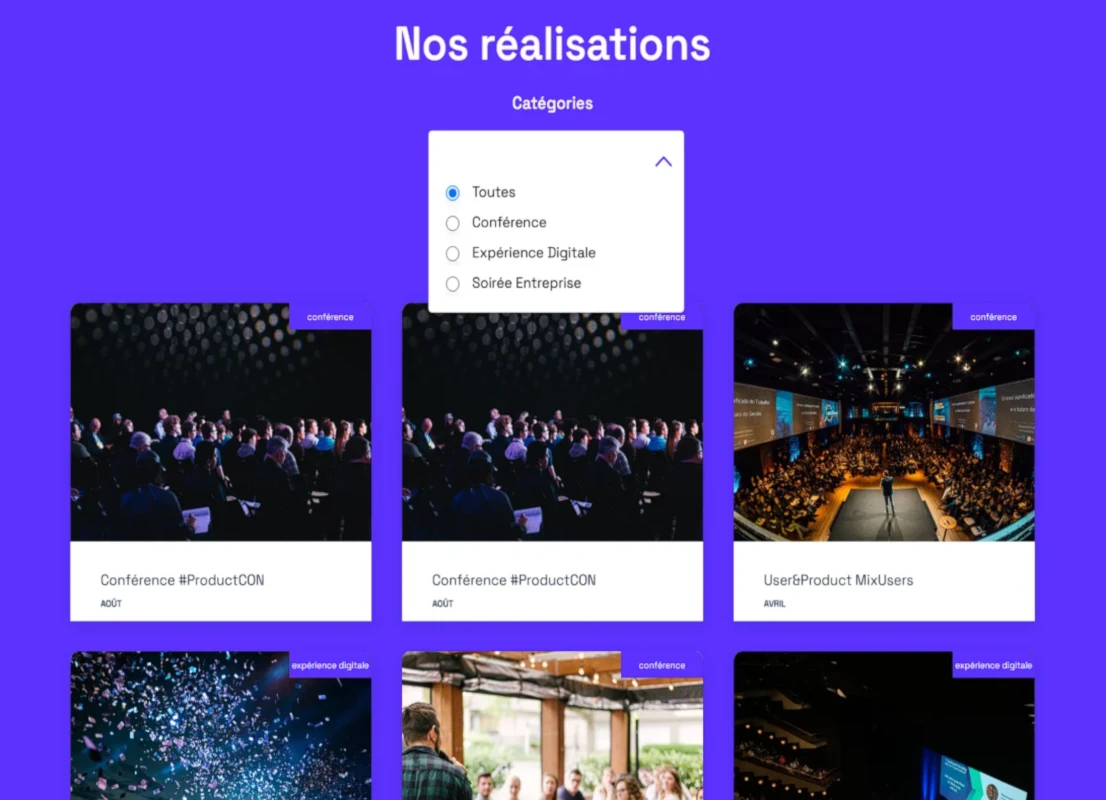 Nos réalisations
Catégories
Toutes
Conférence
Expérience Digitale
Soirée Entreprise
conférence
conférence
conférence
Conférence #ProductCON
AOÛT
Conférence #ProductCON
AOÛT
User&Product MixUsers
AVRIL
expérience digitale
conférence
expérience digitale